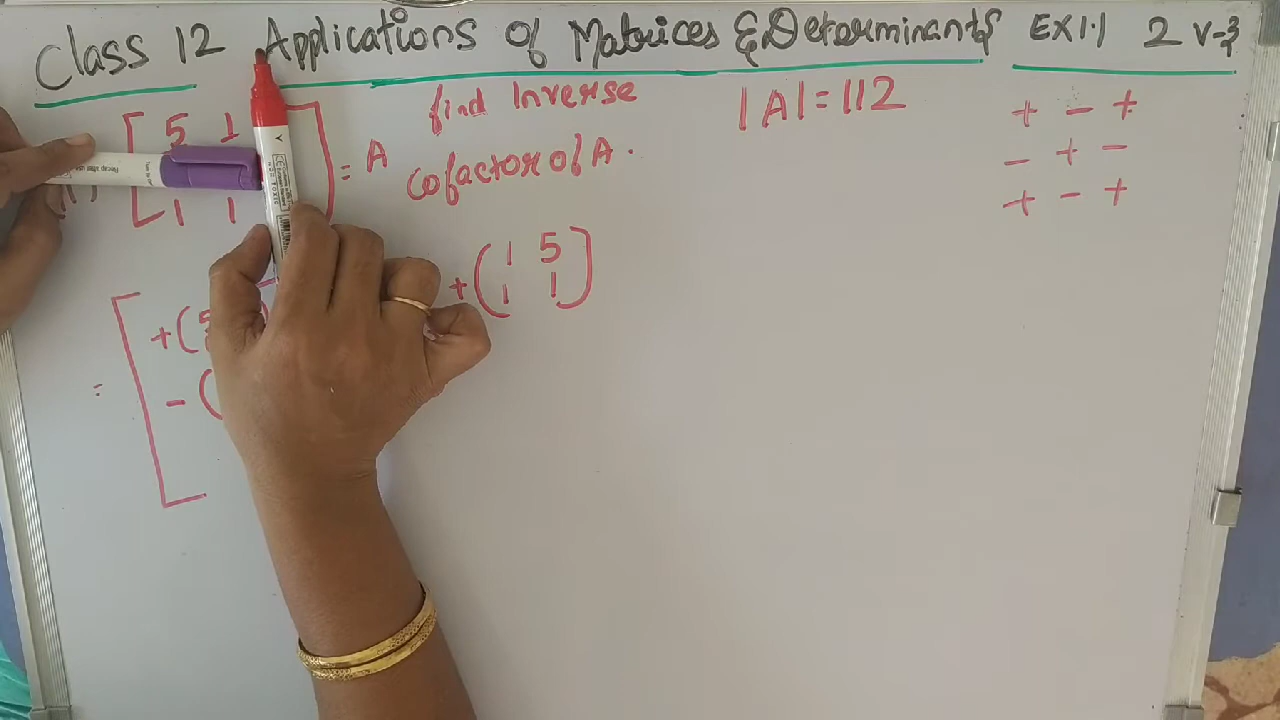 Class 12 Applications of Matrices & Determinants EX 1.1 2 V-3
find Inverse |A| = 112
5 1
= A
cofactor of A.
1 1
+ - +
- + -
+ - +
+ ( 1 5
1 1 )
= [ + ( 5
- (